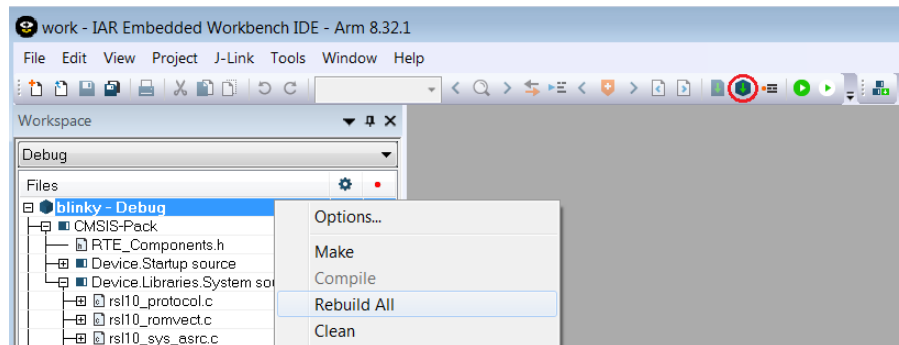 work - IAR Embedded Workbench IDE - Arm 8.32.1
File Edit View Project J-Link Tools Window Help
Workspace
Debug
Files
blinky - Debug
Options...
CMSIS-Pack
RTE_Components.h
Make
Device.Startup source
Compile
Device.Libraries.System sou
rsl10_protocol.c
Rebuild All
rsl10_romvect.c
Clean
rsl10_sys_asrc.c